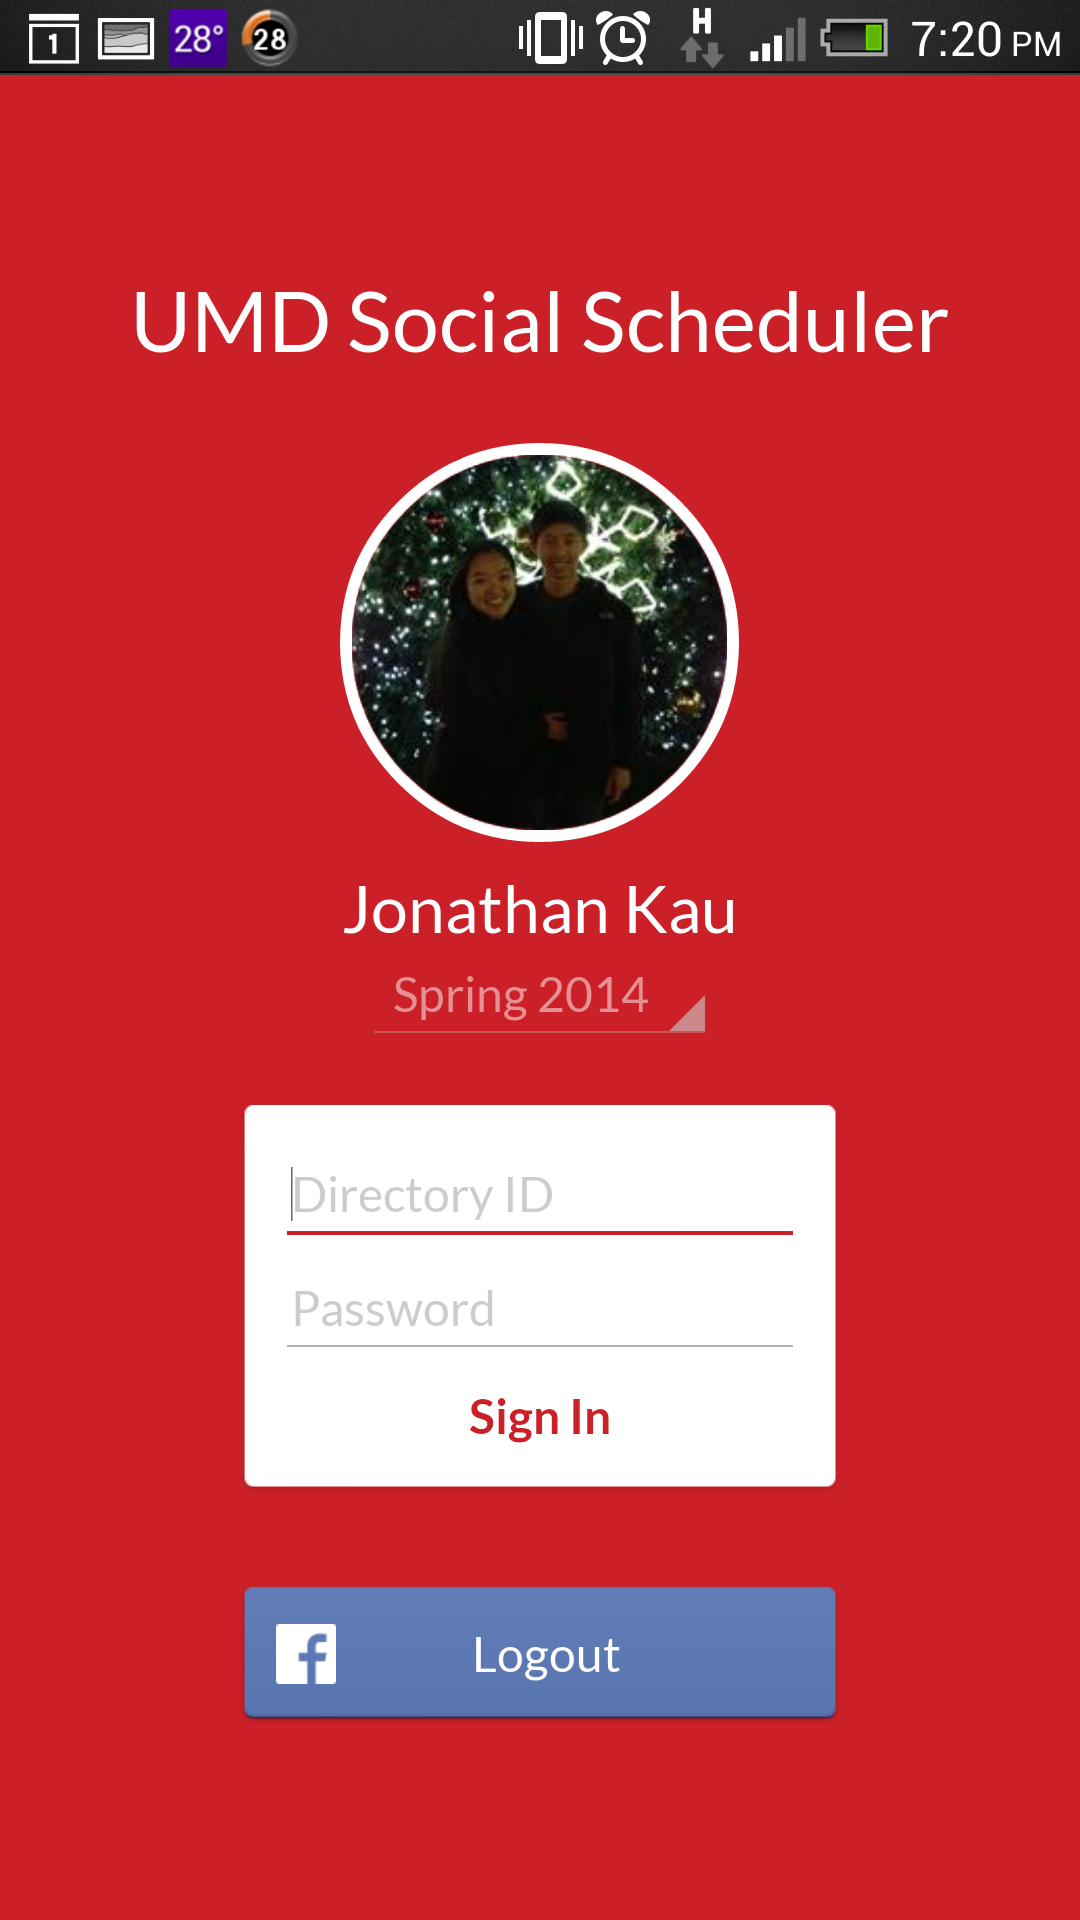 1 28° 28 H 7:20 PM
UMD Social Scheduler
Jonathan Kau
Spring 2014
Directory ID
Password
Sign In
f Logout